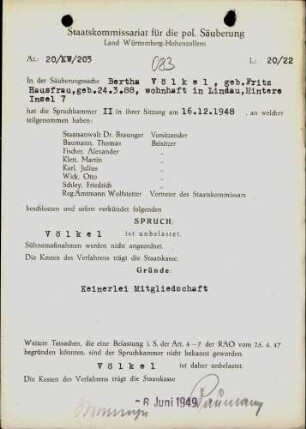 Staatskommissariat für die pol. Säuberung
Land Württemberg-Hohenzollern
Az.: 20/KW/203
083
L: 20/22
In der Säuberungssache Bertha V ö l k e l , geb.Fritz
Hausfrau,geb.24.3.88, wohnhaft in Lindau,Hintere
Insel 7
hat die Spruchkammer II in ihrer Sitzung am 16.12.1948 , an welcher
teilgenommen haben:
Staatsanwalt Dr. Braunger Vorsitzender
Baumann, Thomas Beisitzer
Fischer, Alexander "
Klett, Martin "
Karl, Julius "
Wick, Otto "
Schley, Friedrich "
Reg.Amtmann Wolfstetter Vertreter des Staatskommissars
beschlossen und sofort verkündet folgenden
SPRUCH:
V ö l k e l ist unbelastet.
Sühnemaßnahmen werden nicht angeordnet.
Die Kosten des Verfahrens trägt die Staatkasse.
Gründe:
Keinerlei Mitgliedschaft
Weitere Tatsachen, die eine Belastung i. S. der Art. 4–7 der RAO vom 25. 4. 47
begründen könnten, sind der Spruchkammer nicht bekannt geworden.
V ö l k e l ist daher unbelastet.
Die Kosten des Verfahrens trägt die Staatskasse
- 8 Juni 1949
Baumann